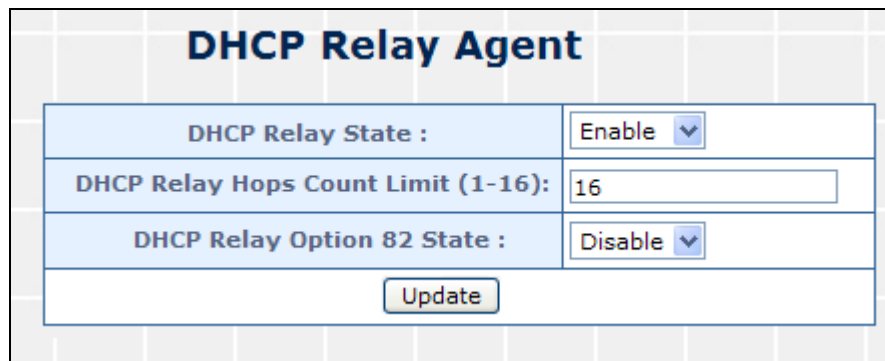 DHCP Relay Agent
DHCP Relay State : Enable
DHCP Relay Hops Count Limit (1-16): 16
DHCP Relay Option 82 State : Disable
Update